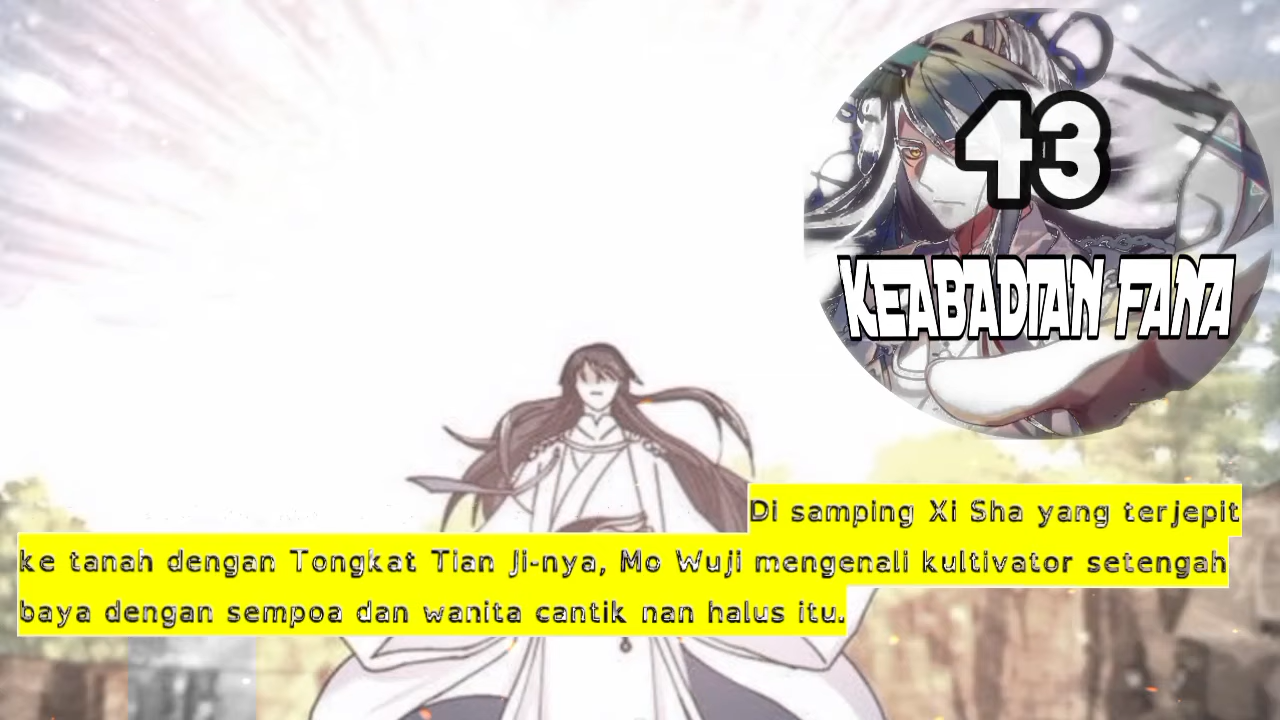 43
KEABADIAN FANA
Di samping Xi Sha yang terjepit
ke tanah dengan Tongkat Tian Ji-nya, Mo Wuji mengenali kultivator setengah
baya dengan sempoa dan wanita cantik nan halus itu.